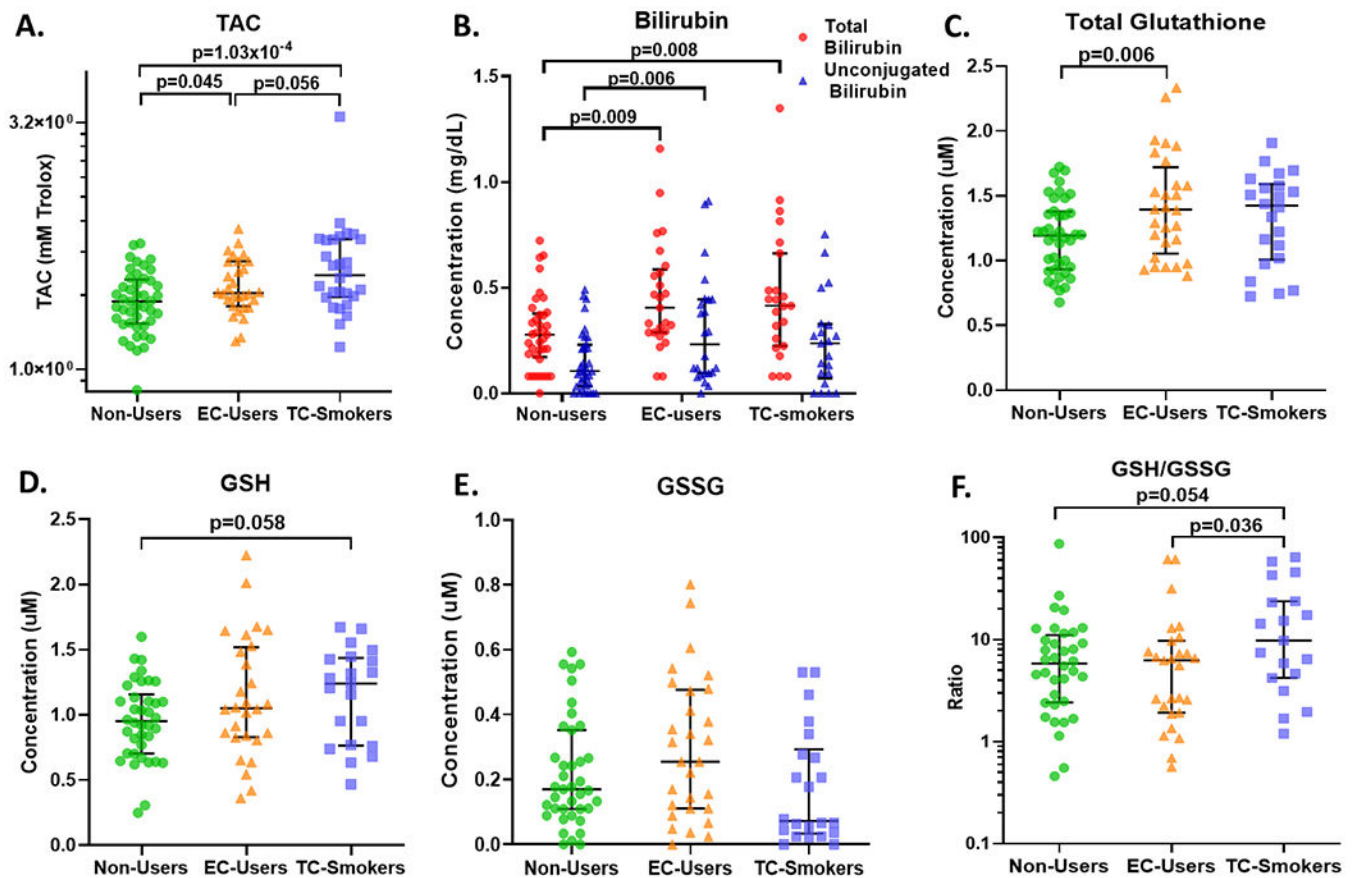 A.
TAC
p=1.03x10⁻⁴
p=0.045
p=0.056
3.2×10⁰
1.0×10⁰
TAC (mM Trolox)
Non-Users
EC-Users
TC-Smokers
B.
Bilirubin
Total
Bilirubin
Unconjugated
Bilirubin
p=0.008
p=0.006
p=0.009
1.5
1.0
0.5
0.0
Concentration (mg/dL)
Non-users
EC-users
TC-smokers
C.
Total Glutathione
p=0.006
2.5
2.0
1.5
1.0
0.5
0.0
Concentration (uM)
Non-Users
EC-Users
TC-Smokers
D.
GSH
p=0.058
2.5
2.0
1.5
1.0
0.5
0.0
Concentration (uM)
Non-Users
EC-Users
TC-Smokers
E.
GSSG
1.0
0.8
0.6
0.4
0.2
0.0
Concentration (uM)
Non-Users
EC-Users
TC-Smokers
F.
GSH/GSSG
p=0.054
p=0.036
100
10
1
0.1
Ratio
Non-Users
EC-Users
TC-Smokers